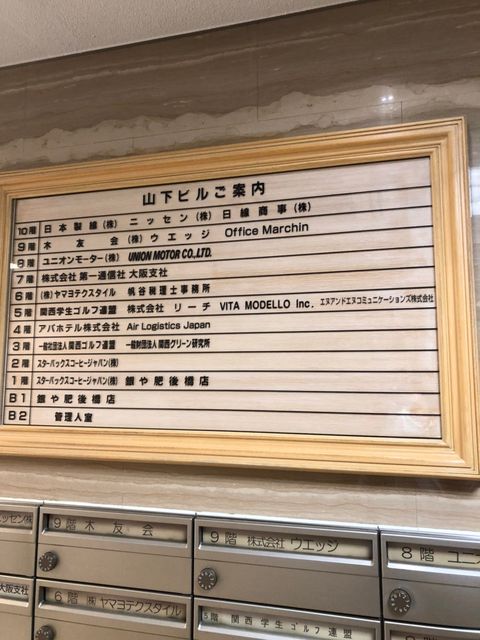 山下ビルご案内
10階 日本製線(株) ニッセン(株) 日線商事(株)
9階 木友会 (株)ウエッジ Office Marchin
8階 ユニオンモーター(株) UNION MOTOR CO.,LTD.
7階 株式会社第一通信社大阪支社
6階 (株)ヤマヨテクスタイル 帆谷税理士事務所
5階 関西学生ゴルフ連盟 株式会社 リーチ VITA MODELLO Inc. エヌアンドエヌコミュニケーションズ株式会社
4階 アパホテル株式会社 Air Logistics Japan
3階 一般社団法人関西ゴルフ連盟 一般財団法人関西グリーン研究所
2階 スターバックスコーヒージャパン(株)
1階 スターバックスコーヒージャパン(株) 銀や肥後橋店
B1 銀や肥後橋店
B2 管理人室
ニッセン㈱
9階 木友会
9階 株式会社 ウエッジ
8階 ユニオ
大阪支社
6階 ㈱ヤマヨテクスタイル
5階 関西学生ゴルフ連盟